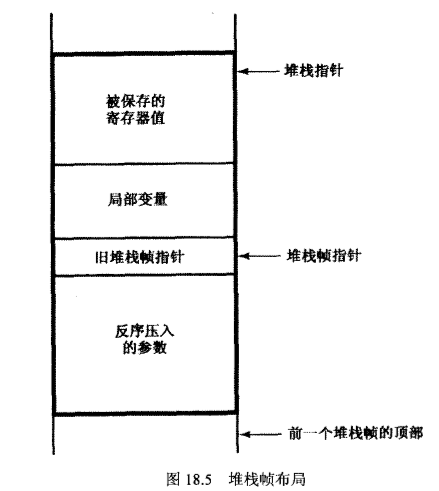 堆栈指针
被保存的
寄存器值
局部变量
旧堆栈帧指针
堆栈帧指针
反序压入
的参数
前一个堆栈帧的顶部
图 18.5 堆栈帧布局